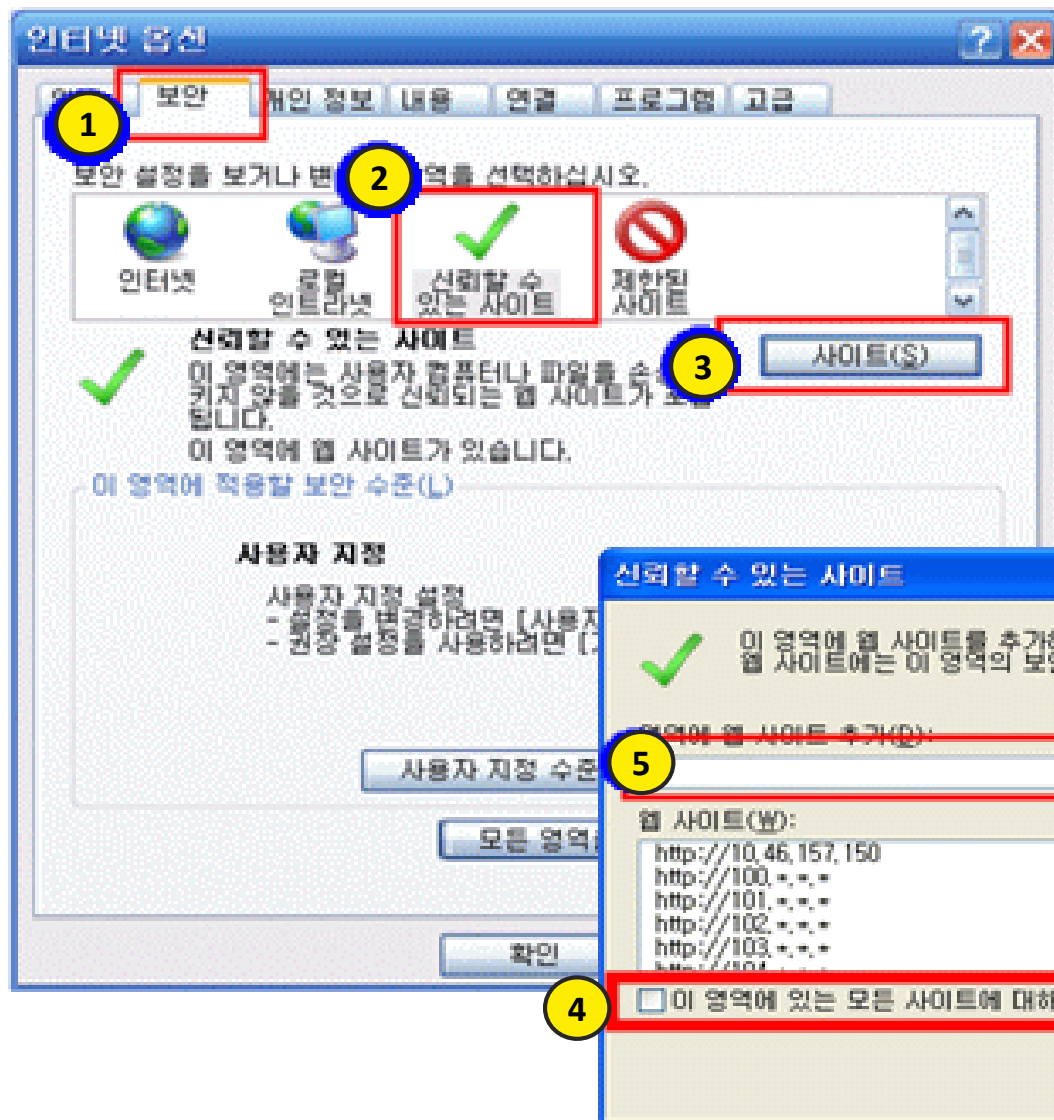 인터넷 옵션
보안 개인 정보 내용 연결 프로그램 고급
1
보안 설정을 보거나 변 2 역을 선택하십시오.
인터넷 로컬 인트라넷 신뢰할 수 있는 사이트 제한된 사이트
신뢰할 수 있는 사이트
사이트(S)
3
이 영역에는 사용자 컴퓨터나 파일을 손
키지 않을 것으로 신뢰되는 웹 사이트가
됩니다.
이 영역에 웹 사이트가 있습니다.
이 영역에 적용할 보안 수준(L)
사용자 지정
사용자 지정 설정
- 설정을 변경하려면 [사용자
- 권장 설정을 사용하려면 [
사용자 지정 수준
모든 영역
확인
신뢰할 수 있는 사이트
이 영역에 웹 사이트를 추가
웹 사이트에는 이 영역의 보안
영역에 웹 사이트 추가(D):
5
웹 사이트(W):
http://10.46.157.150
http://100.*.*.*
http://101.*.*.*
http://102.*.*.*
http://103.*.*.*
4
이 영역에 있는 모든 사이트에 대하